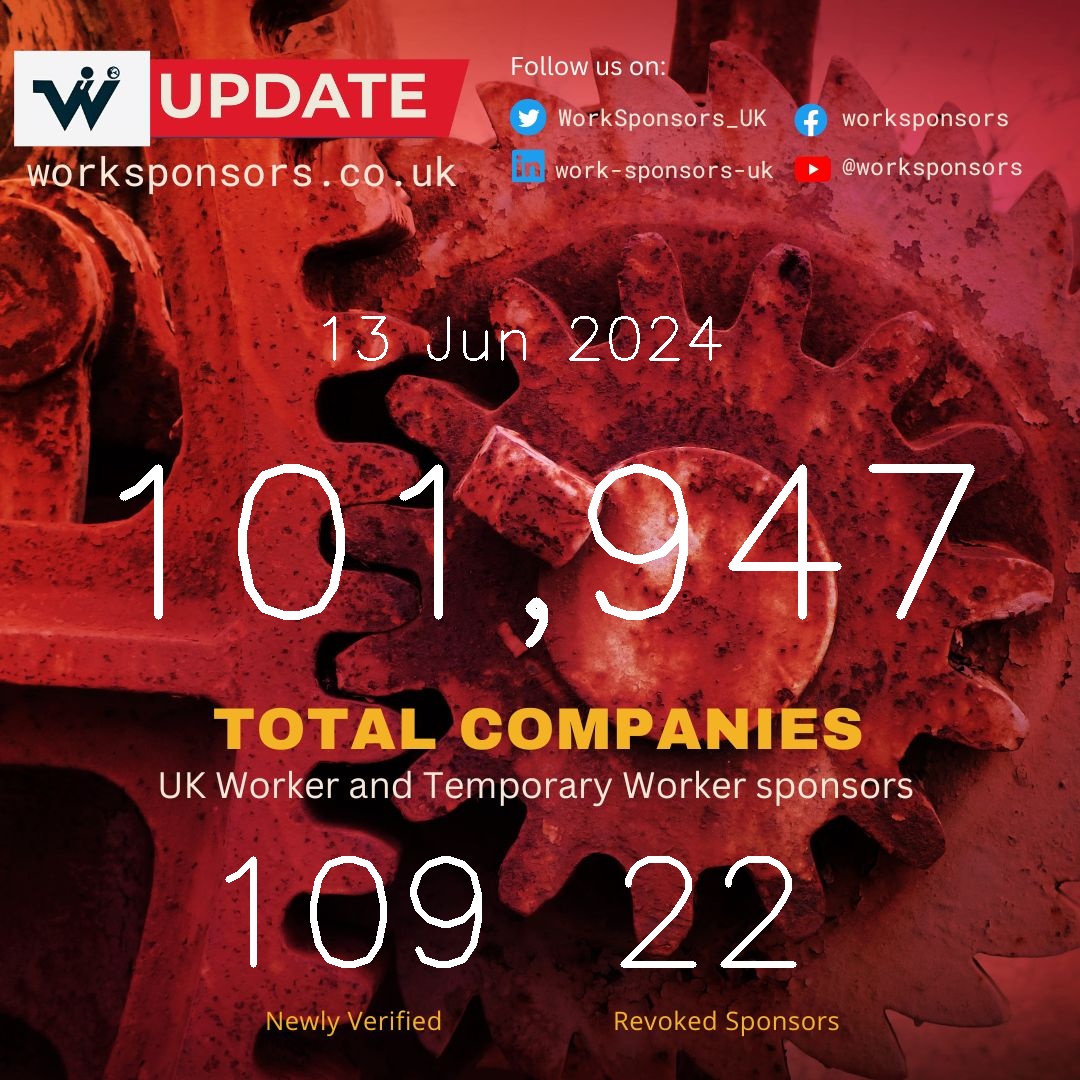 UPDATE
worksponsors.co.uk
Follow us on:
WorkSponsors_UK
worksponsors
work-sponsors-uk
@worksponsors
13 Jun 2024
101,947
TOTAL COMPANIES
UK Worker and Temporary Worker sponsors
109 22
Newly Verified Revoked Sponsors